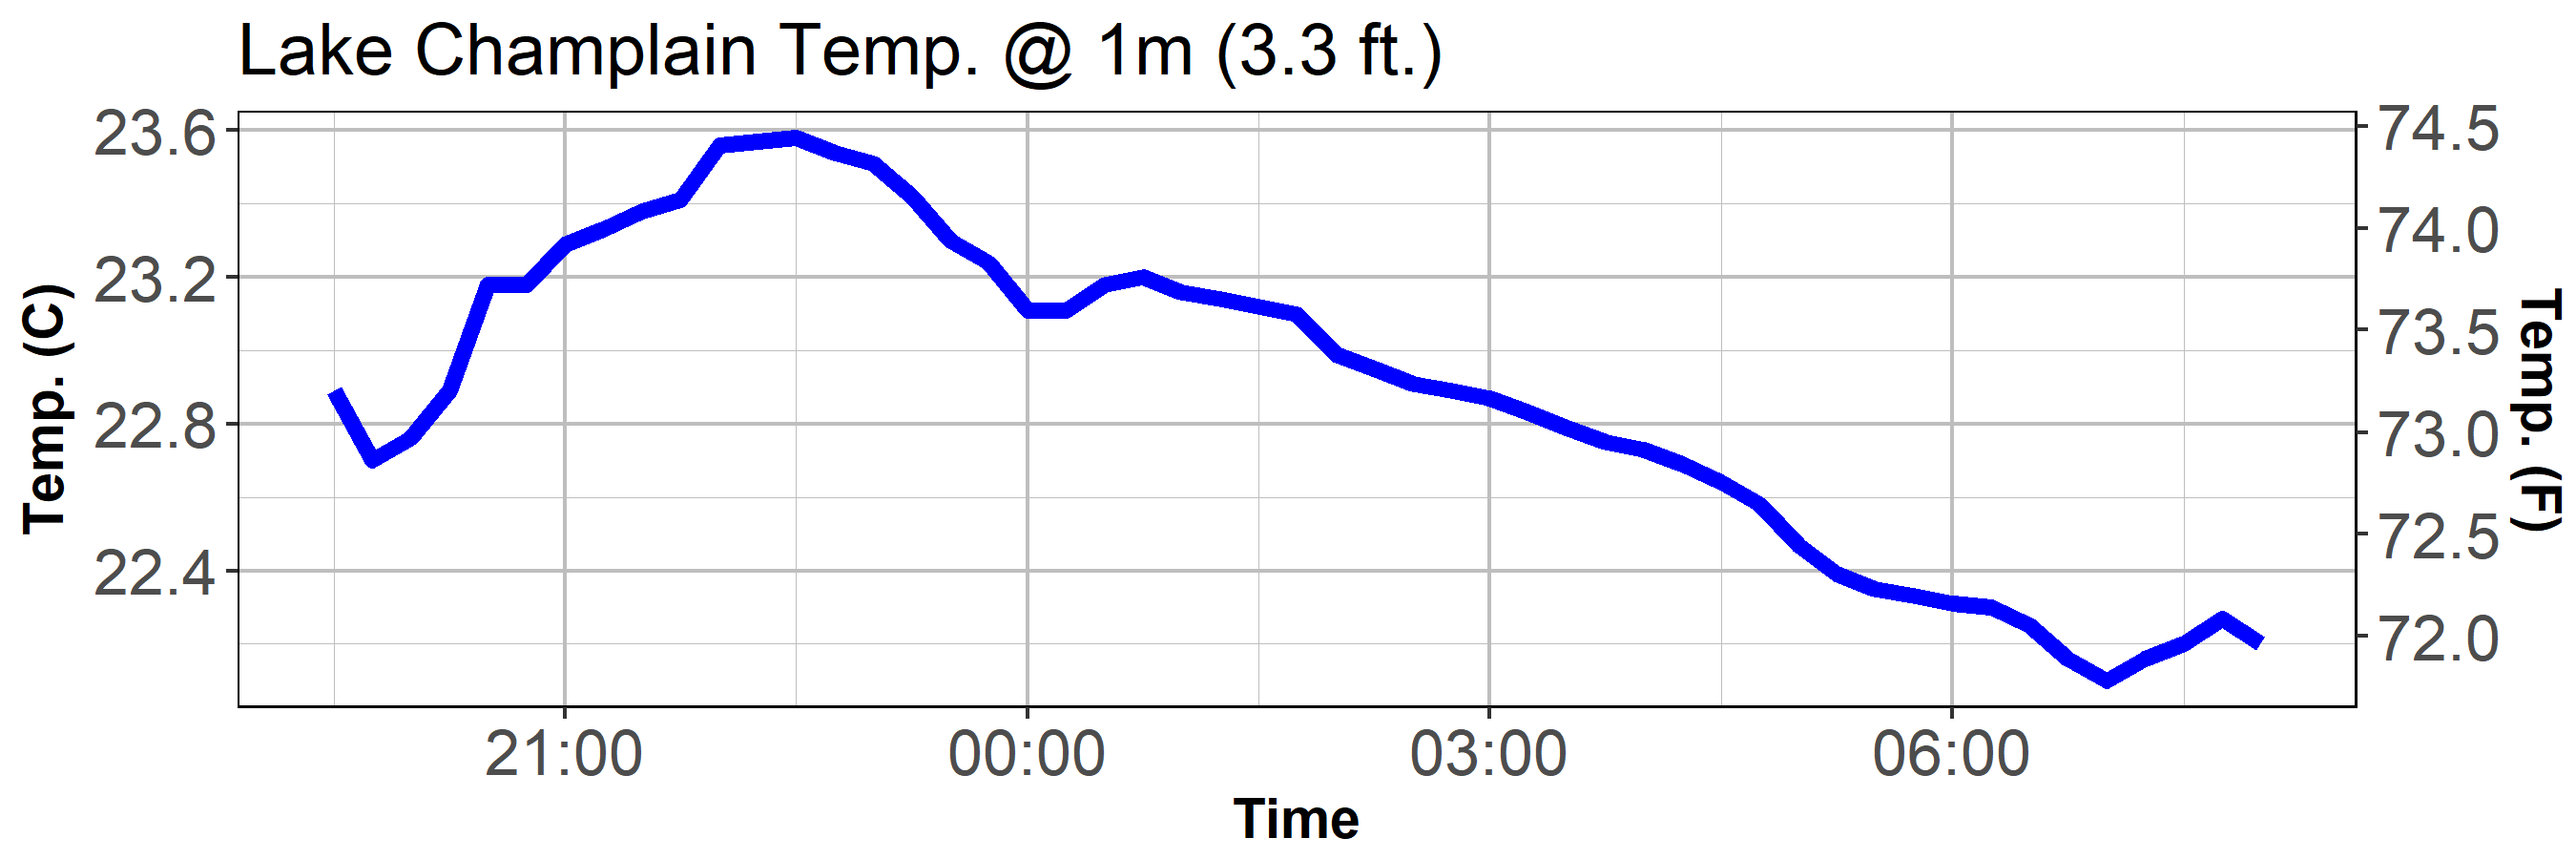 Lake Champlain Temp. @ 1m (3.3 ft.)
Temp. (C)
23.6
23.2
22.8
22.4
74.5
74.0
73.5
73.0
72.5
72.0
Temp. (F)
21:00 00:00 03:00 06:00
Time